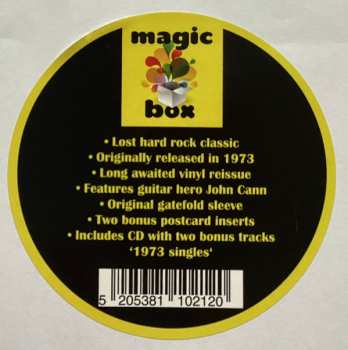 magic
box
• Lost hard rock classic
• Originally released in 1973
• Long awaited vinyl reissue
• Features guitar hero John Cann
• Original gatefold sleeve
• Two bonus postcard inserts
• Includes CD with two bonus tracks
'1973 singles'
5 205381 102120